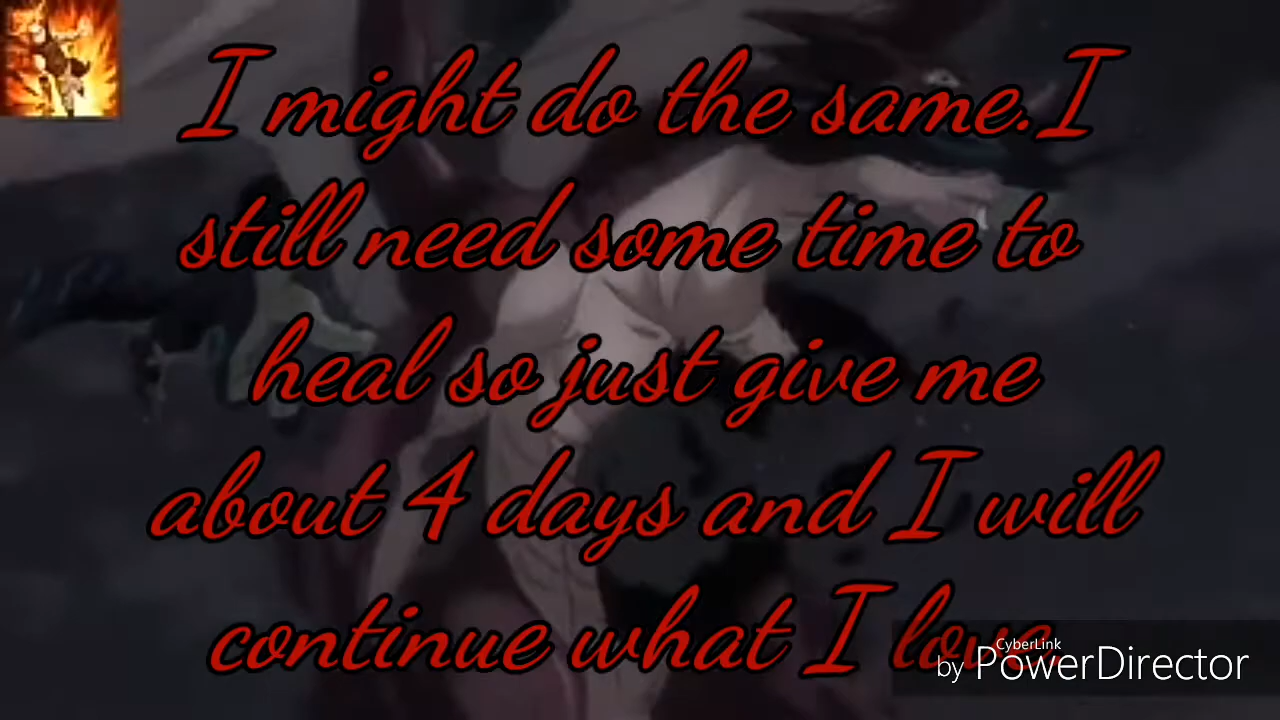 I might do the same.I
still need some time to
heal so just give me
about 4 days and I will
continue what I love
CyberLink
by PowerDirector